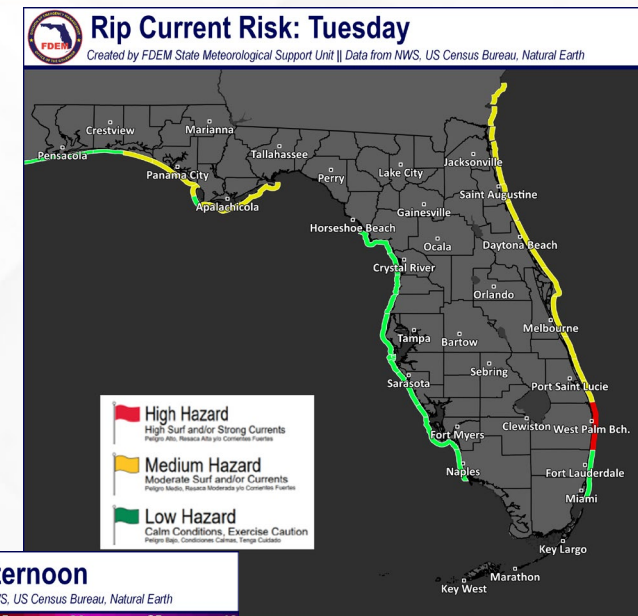 Rip Current Risk: Tuesday
FDEM
Created by FDEM State Meteorological Support Unit || Data from NWS, US Census Bureau, Natural Earth
Crestview
Marianna
Pensacola
Tallahassee
Jacksonville
Panama City
Perry
Lake City
Saint Augustine
Apalachicola
Gainesville
Horseshoe Beach
Ocala
Daytona Beach
Crystal River
Orlando
Melbourne
Tampa
Bartow
Sebring
Sarasota
Port Saint Lucie
High Hazard
High Surf and/or Strong Currents
Peligro Alto, Resaca Alta y/o Corrientes Fuertes
Clewiston
West Palm Bch.
Fort Myers
Medium Hazard
Moderate Surf and/or Currents
Peligro Medio, Resaca Moderada y/o Corrientes Fuertes
Naples
Fort Lauderdale
Miami
Low Hazard
Calm Conditions, Exercise Caution
Peligro Bajo, Condiciones Calmas, Tenga Cuidado
Key Largo
Marathon
Key West
ternoon
S, US Census Bureau, Natural Earth